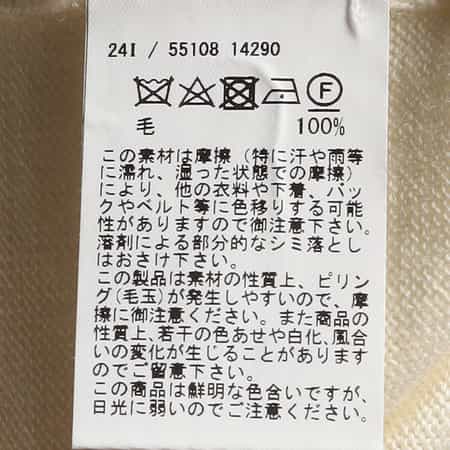 24I / 55108 14290
F
毛 100%
この素材は摩擦（特に汗や雨等
に濡れ、湿った状態での摩擦）
により、他の衣料や下着、バッ
クやベルト等に色移りする可能
性がありますので御注意下さい。
溶剤による部分的なシミ落とし
はおさけ下さい。
この製品は素材の性質上、ピリン
グ(毛玉)が発生しやすいので、摩
擦に御注意ください。また商品の
性質上、若干の色あせや白化、風合
いの変化が生じることがあります
のでご留意下さい。
この商品は鮮明な色合いですが、
日光に弱いのでご注意ください。